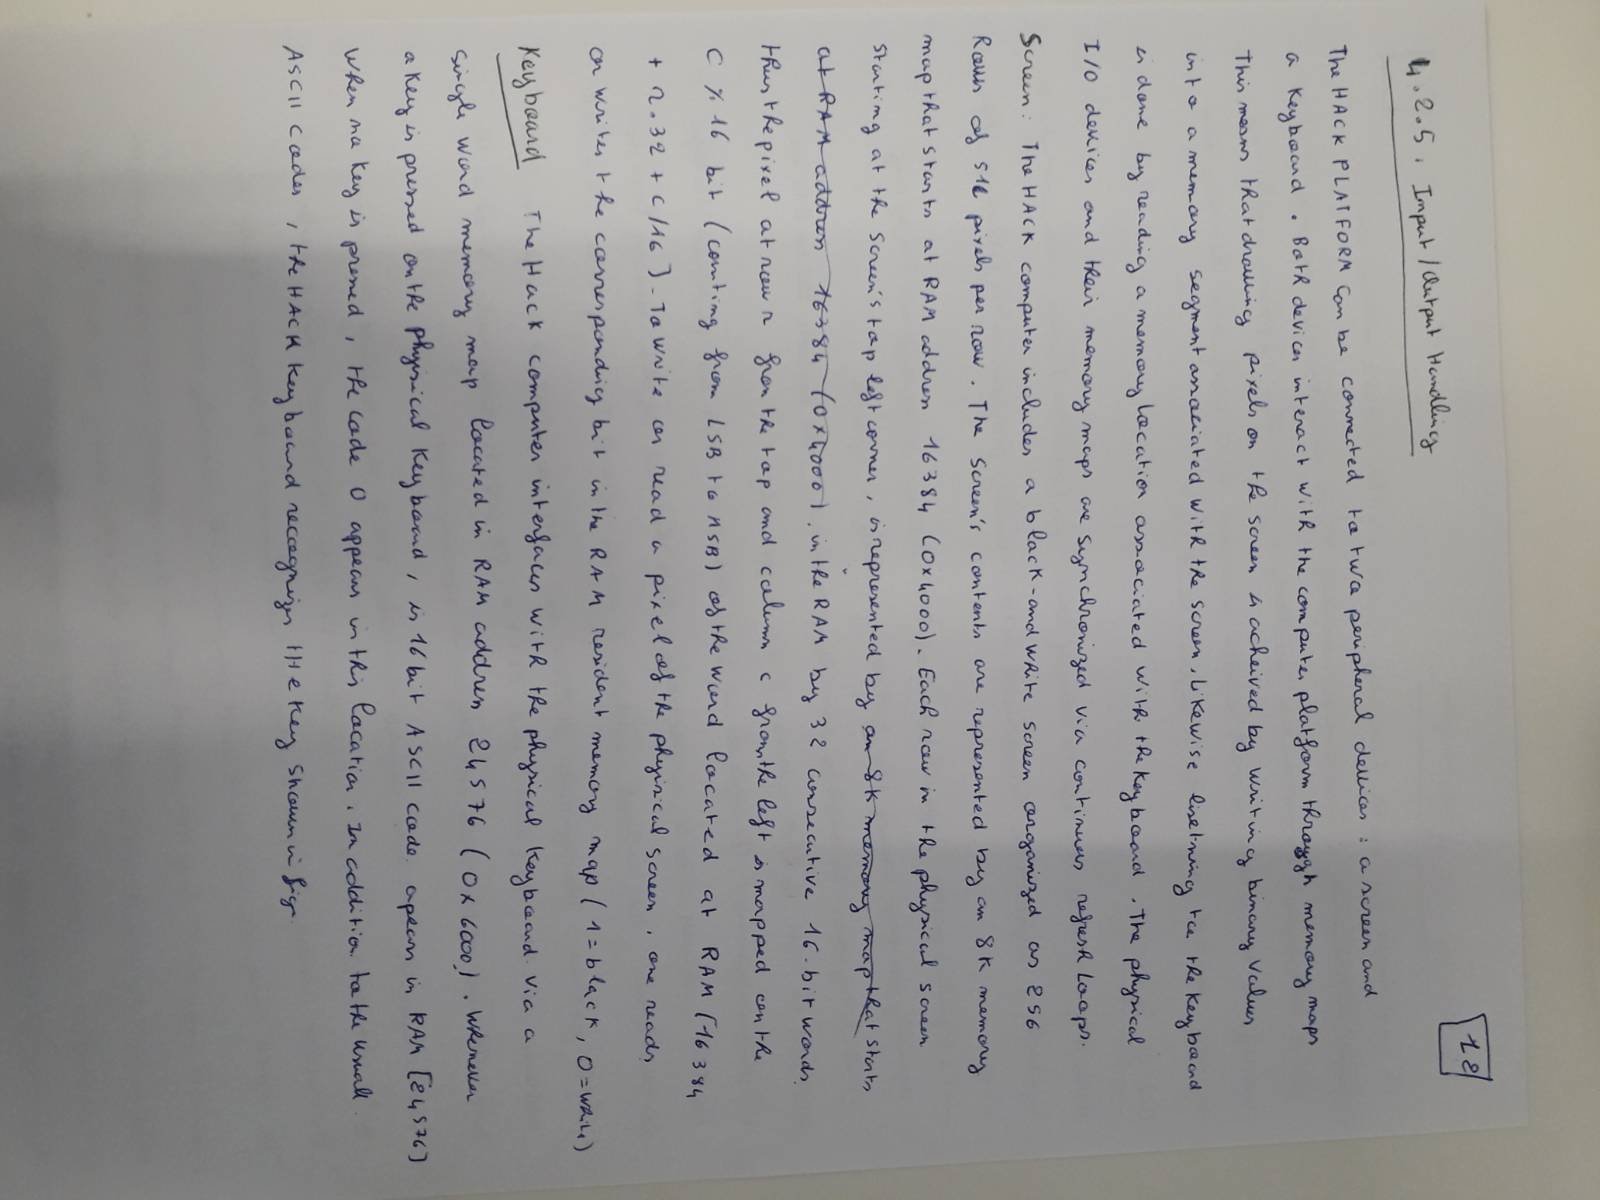 18
4.2.5. Input/Output Handling
The HACK PLATFORM Can be connected to two peripheral devices: a screen and
a keyboard. Both devices interact with the computer platform through memory maps
This means that drawing pixels on the screen is acheived by writing binary values
into a memory segment associated with the screen. Likewise listning toe the keyboard
is done by reading a memory location associated with the keyboard. The physical
I/O devices and their memory maps are synchronized via continues refresh loops.
Screen: The HACK computer includes a black-and white screen organized as 256
Rows of 512 pixels per row. The screen's contents are represented by an 8K memory
map that starts at RAM address 16384 (0x4000). Each row in the physical screen
starting at the screen's top left corner, is represented by an 8K memory map that starts
at RAM address 16384 (0x4000). in the RAM by 32 consecutive 16-bit words.
thus the pixel at row r from the top and column c from the left is mapped on the
C % 16 bit (counting from LSB to MSB) of the word located at RAM [16384
+ r.32 + c/16]. To write or read a pixel of the physical screen, one reads
or writes the corresponding bit in the RAM resident memory map (1=black, 0=white)
Keyboard The Hack computer interfaces with the physical keyboard via a
single word memory map located in RAM address 24576 (0x6000). Whenever
a key is pressed on the physical keyboard, is 16 bit ASCII code apears in RAM [24576]
When no key is pressed, the code 0 appears in this location. In addition to the usual
ASCII codes, the HACK keyboard recognizes THe key shown in fig.